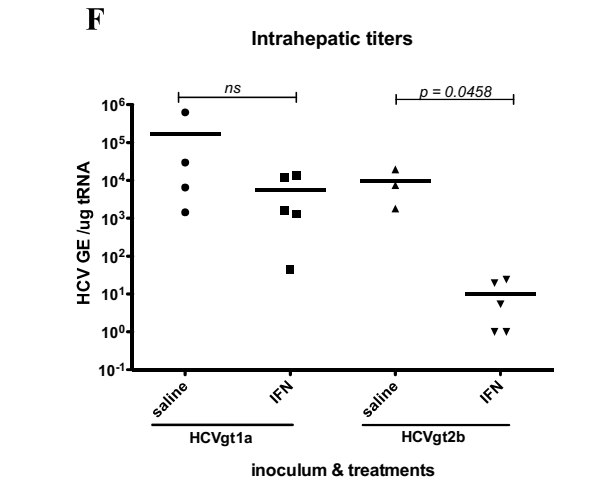 F
Intrahepatic titers
ns
p = 0.0458
HCV GE /ug tRNA
10⁶
10⁵
10⁴
10³
10²
10¹
10⁰
10⁻¹
saline
IFN
saline
IFN
HCVgt1a
HCVgt2b
inoculum & treatments